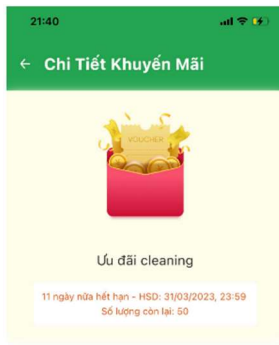 21:40
← Chi Tiết Khuyến Mãi
VOUCHER
Ưu đãi cleaning
11 ngày nữa hết hạn - HSD: 31/03/2023, 23:59
Số lượng còn lại: 50